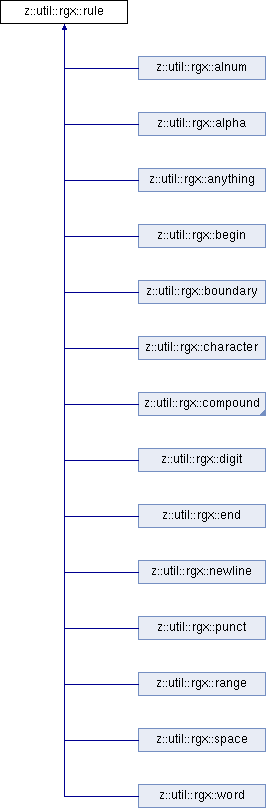 z::util::rgx::rule
z::util::rgx::alnum
z::util::rgx::alpha
z::util::rgx::anything
z::util::rgx::begin
z::util::rgx::boundary
z::util::rgx::character
z::util::rgx::compound
z::util::rgx::digit
z::util::rgx::end
z::util::rgx::newline
z::util::rgx::punct
z::util::rgx::range
z::util::rgx::space
z::util::rgx::word